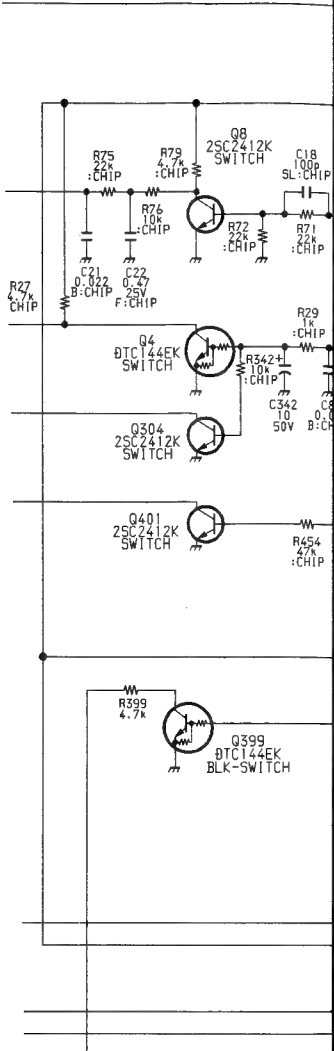 Q8
2SC2412K
SWITCH
C18
100p
SL:CHIP
R75
22k
:CHIP
R79
4.7k
:CHIP
R76
10k
:CHIP
R72
22k
:CHIP
R71
22k
:CHIP
C21
0.022
B:CHIP
C22
0.47
25V
F:CHIP
R27
4.7k
CHIP
R29
1k
:CHIP
Q4
DTC144EK
SWITCH
R342+
10k
:CHIP
C342
10
50V
Q304
2SC2412K
SWITCH
Q401
2SC2412K
SWITCH
R454
47k
:CHIP
R399
4.7k
Q399
DTC144EK
BLK-SWITCH